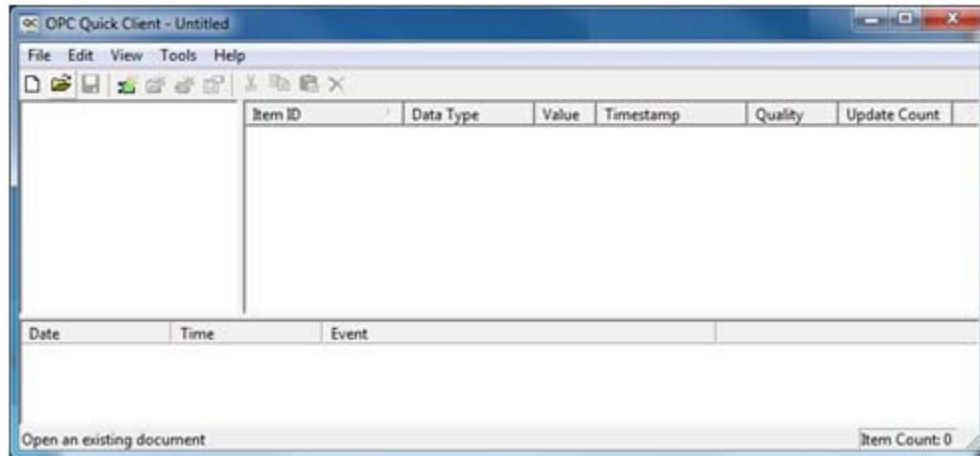 OPC Quick Client - Untitled
File Edit View Tools Help
Item ID Data Type Value Timestamp Quality Update Count
Date Time Event
Open an existing document Item Count: 0